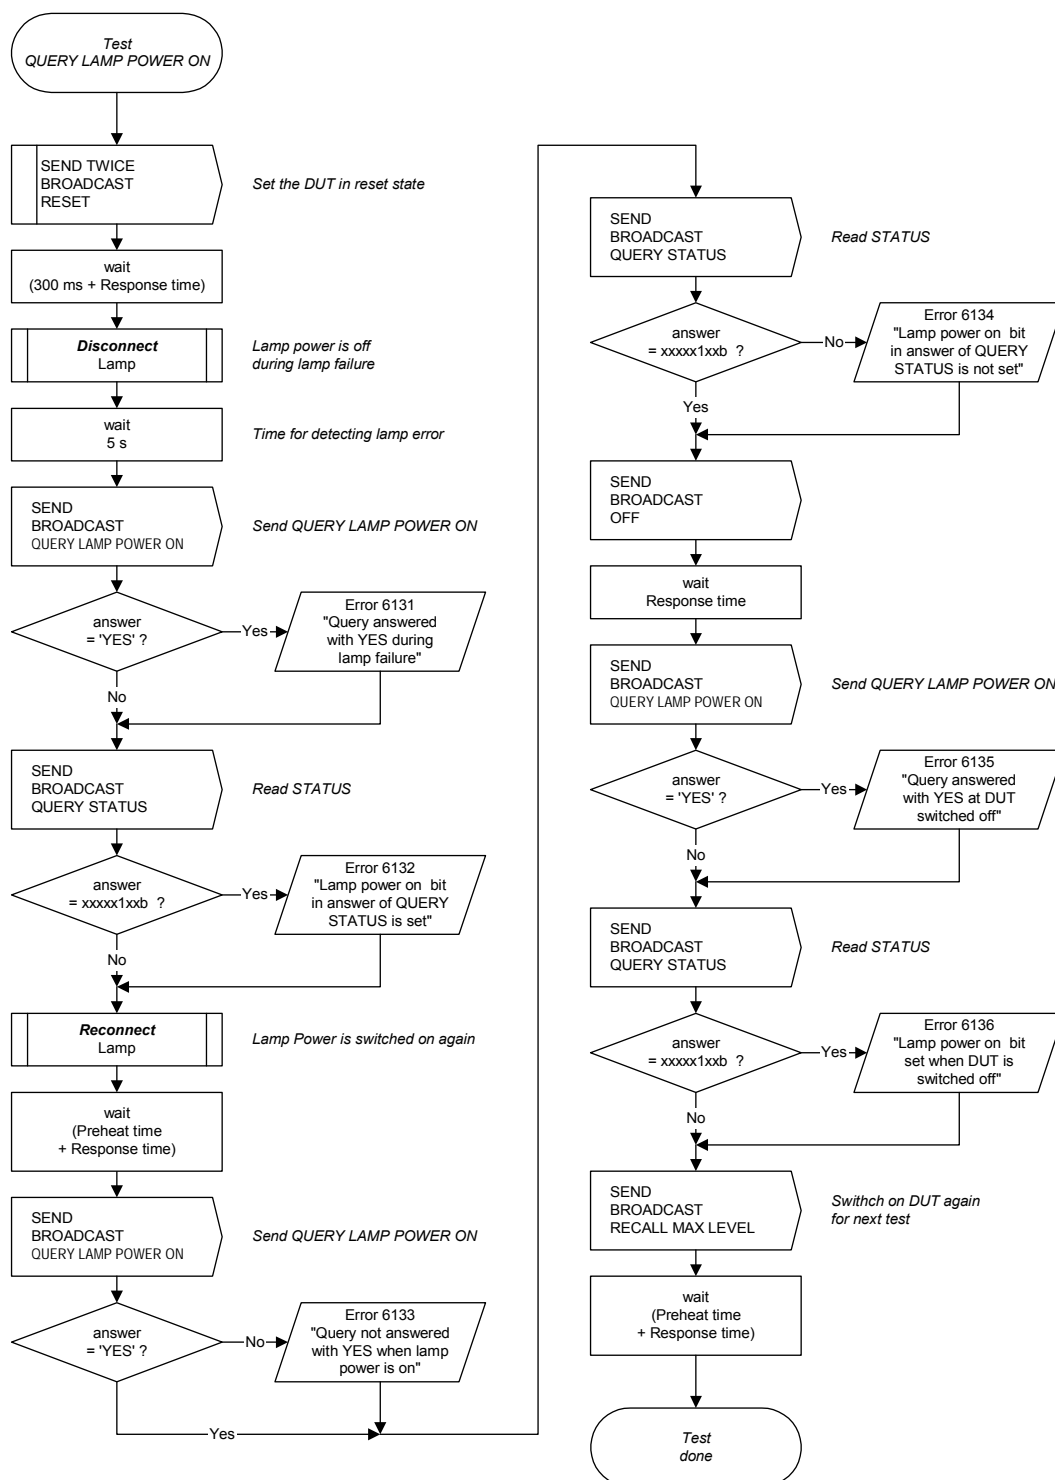 Test
QUERY LAMP POWER ON
SEND TWICE
BROADCAST
RESET
Set the DUT in reset state
wait
(300 ms + Response time)
Disconnect
Lamp
Lamp power is off
during lamp failure
wait
5 s
Time for detecting lamp error
SEND
BROADCAST
QUERY LAMP POWER ON
Send QUERY LAMP POWER ON
answer
= 'YES' ?
Yes
Error 6131
"Query answered
with YES during
lamp failure"
No
SEND
BROADCAST
QUERY STATUS
Read STATUS
answer
= xxxxx1xxb ?
Yes
Error 6132
"Lamp power on bit
in answer of QUERY
STATUS is set"
No
Reconnect
Lamp
Lamp Power is switched on again
wait
(Preheat time
+ Response time)
SEND
BROADCAST
QUERY LAMP POWER ON
Send QUERY LAMP POWER ON
answer
= 'YES' ?
No
Error 6133
"Query not answered
with YES when lamp
power is on"
Yes
SEND
BROADCAST
QUERY STATUS
Read STATUS
answer
= xxxxx1xxb ?
No
Error 6134
"Lamp power on bit
in answer of QUERY
STATUS is not set"
Yes
SEND
BROADCAST
OFF
wait
Response time
SEND
BROADCAST
QUERY LAMP POWER ON
Send QUERY LAMP POWER ON
answer
= 'YES' ?
Yes
Error 6135
"Query answered
with YES at DUT
switched off"
No
SEND
BROADCAST
QUERY STATUS
Read STATUS
answer
= xxxxx1xxb ?
Yes
Error 6136
"Lamp power on bit
set when DUT is
switched off"
No
SEND
BROADCAST
RECALL MAX LEVEL
Swithch on DUT again
for next test
wait
(Preheat time
+ Response time)
Test
done